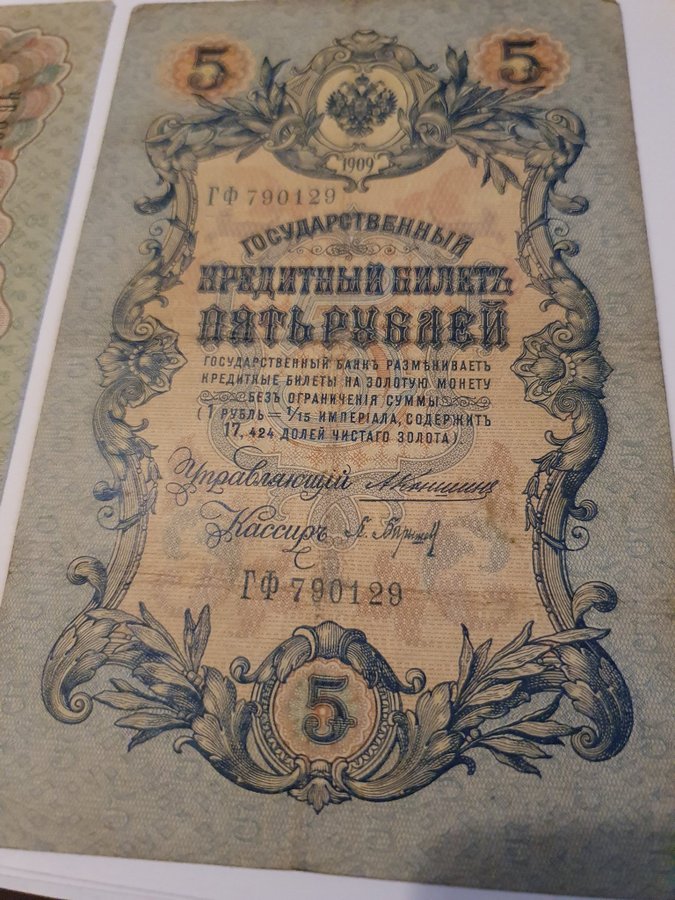 5 5
1909
ГФ 790129
ГОСУДАРСТВЕННЫЙ
КРЕДИТНЫЙ БИЛЕТЪ
ПЯТЬ РУБЛЕЙ
ГОСУДАРСТВЕННЫЙ БАНКЪ РАЗМѢНИВАЕТЪ
КРЕДИТНЫЕ БИЛЕТЫ НА ЗОЛОТУЮ МОНЕТУ
БЕЗЪ ОГРАНИЧЕНІЯ СУММЫ
(1 РУБЛЬ = 1/15 ИМПЕРІАЛА, СОДЕРЖИТЪ
17,424 ДОЛЕЙ ЧИСТАГО ЗОЛОТА)
Управляющій
Кассиръ
ГФ 790129
5